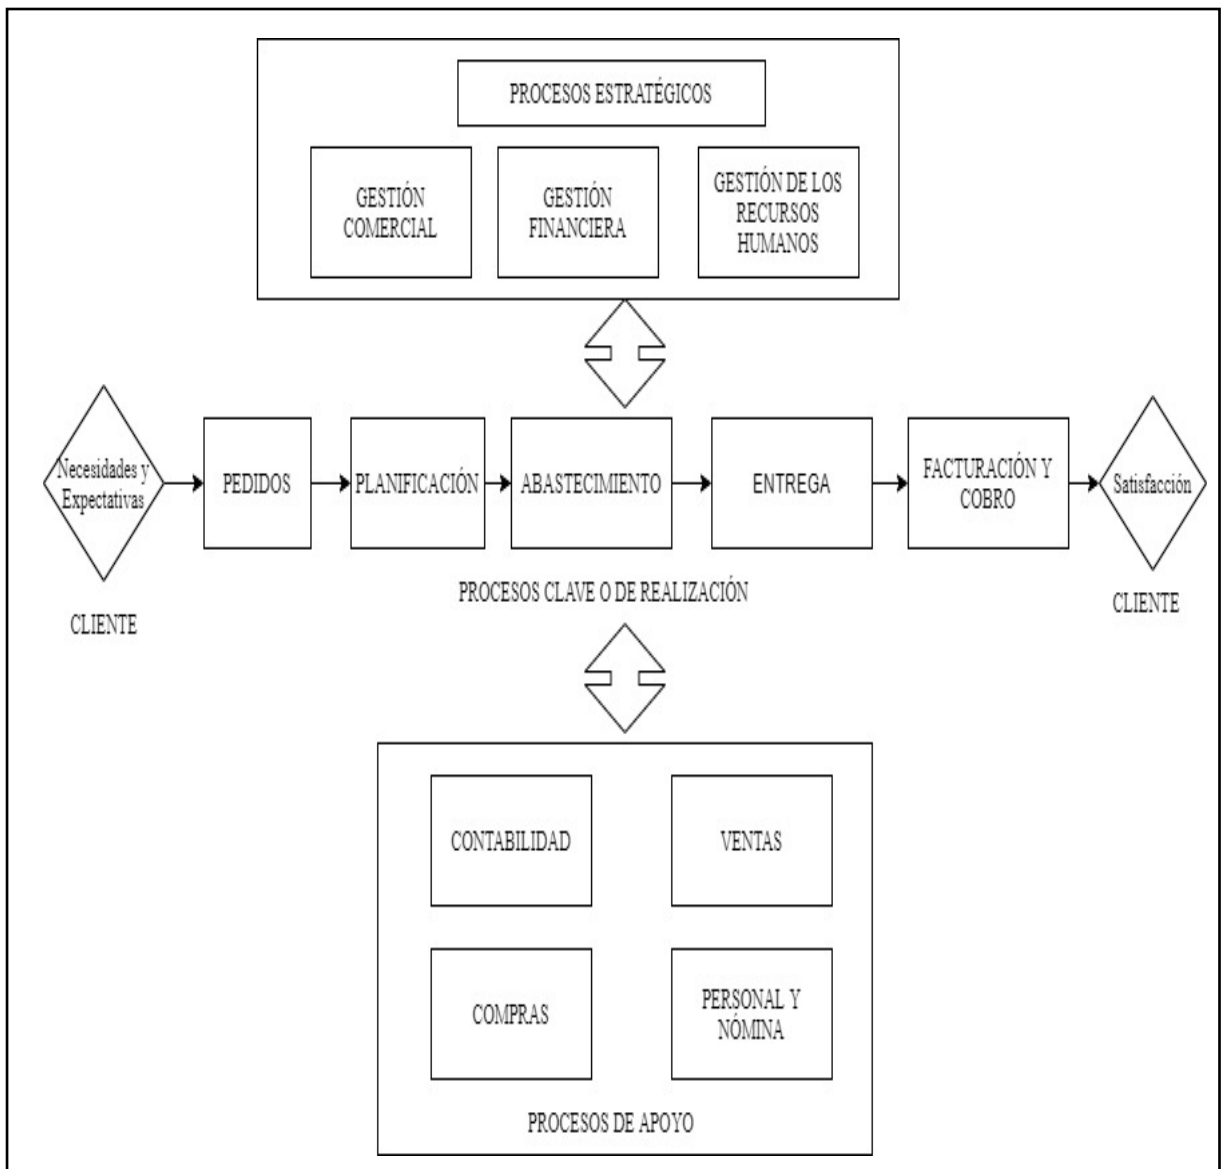 PROCESOS ESTRATÉGICOS
GESTIÓN
COMERCIAL
GESTIÓN
FINANCIERA
GESTIÓN DE LOS
RECURSOS
HUMANOS
Necesidades y
Expectativas
PEDIDOS
PLANIFICACIÓN
ABASTECIMIENTO
ENTREGA
FACTURACIÓN Y
COBRO
Satisfacción
PROCESOS CLAVE O DE REALIZACIÓN
CLIENTE
CLIENTE
CONTABILIDAD
VENTAS
COMPRAS
PERSONAL Y
NÓMINA
PROCESOS DE APOYO